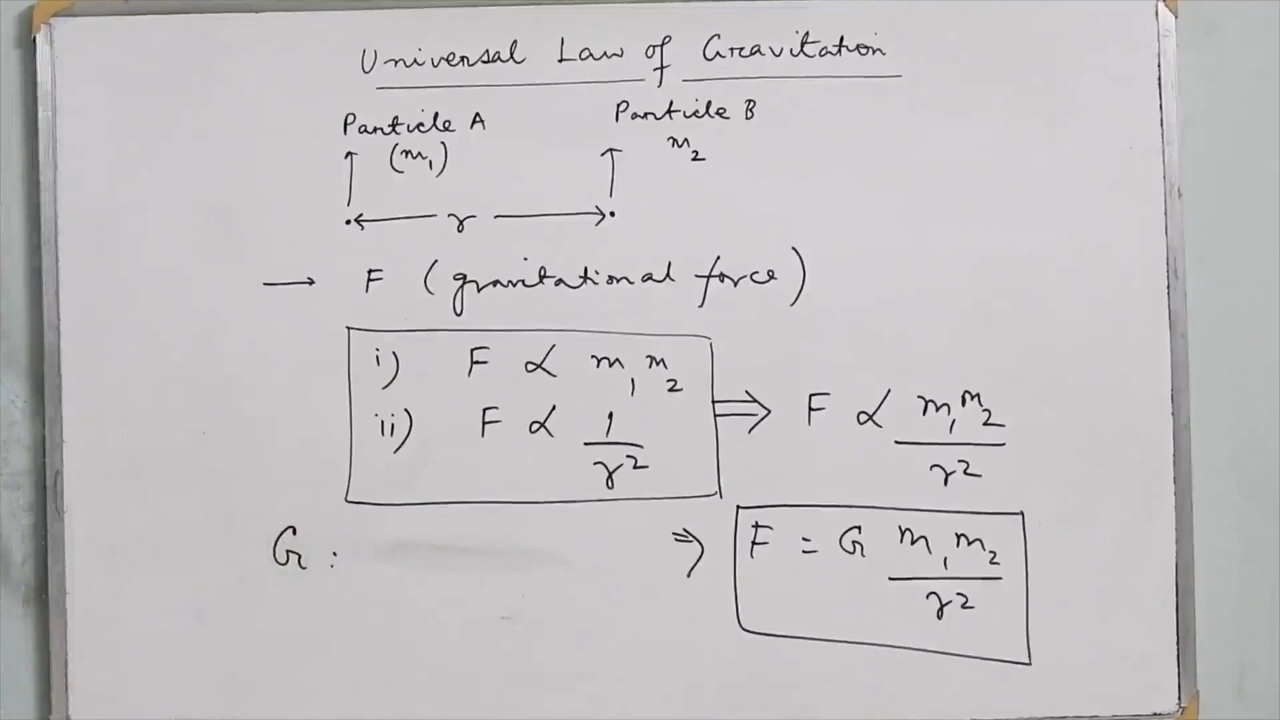 Universal Law of Gravitation
Particle A Particle B
(m₁) m₂
r
→ F (gravitational force)
i) F ∝ m₁m₂
ii) F ∝ 1/r²
⇒ F ∝ m₁m₂/r²
G :
⇒ F = G m₁m₂/r²